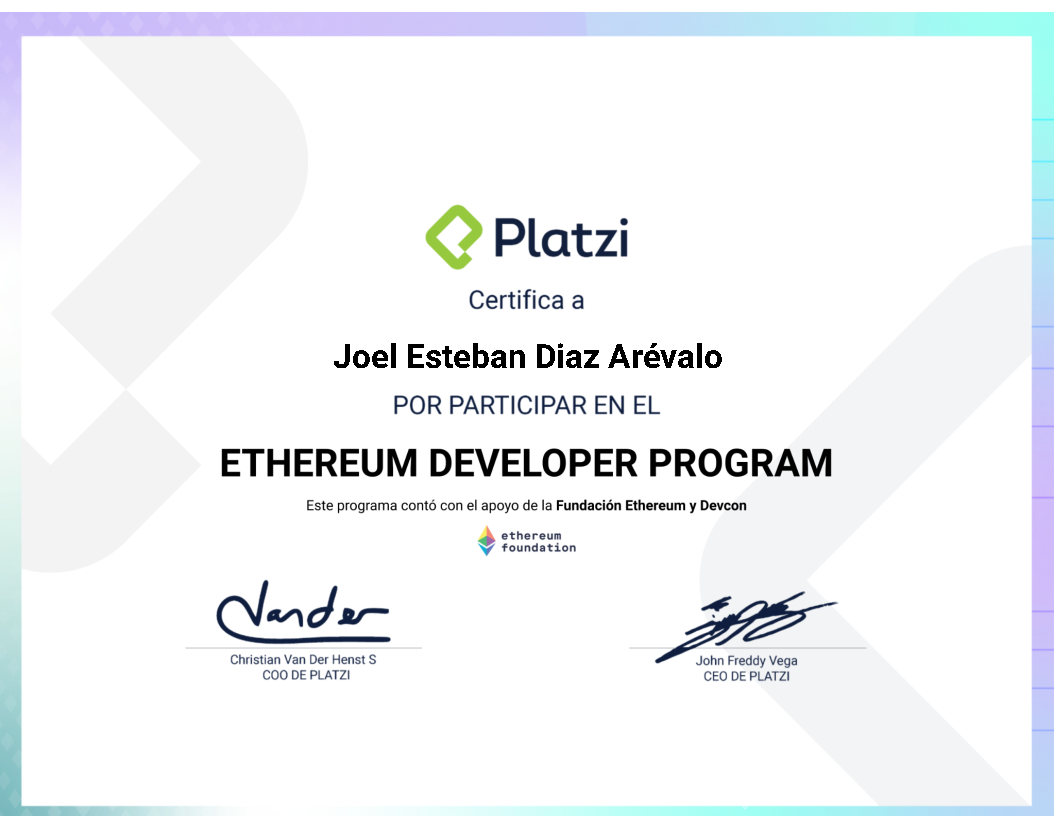 Platzi
Certifica a
Joel Esteban Diaz Arévalo
POR PARTICIPAR EN EL
ETHEREUM DEVELOPER PROGRAM
Este programa contó con el apoyo de la Fundación Ethereum y Devcon
ethereum
foundation
Vander
Christian Van Der Henst S
COO DE PLATZI
John Freddy Vega
CEO DE PLATZI